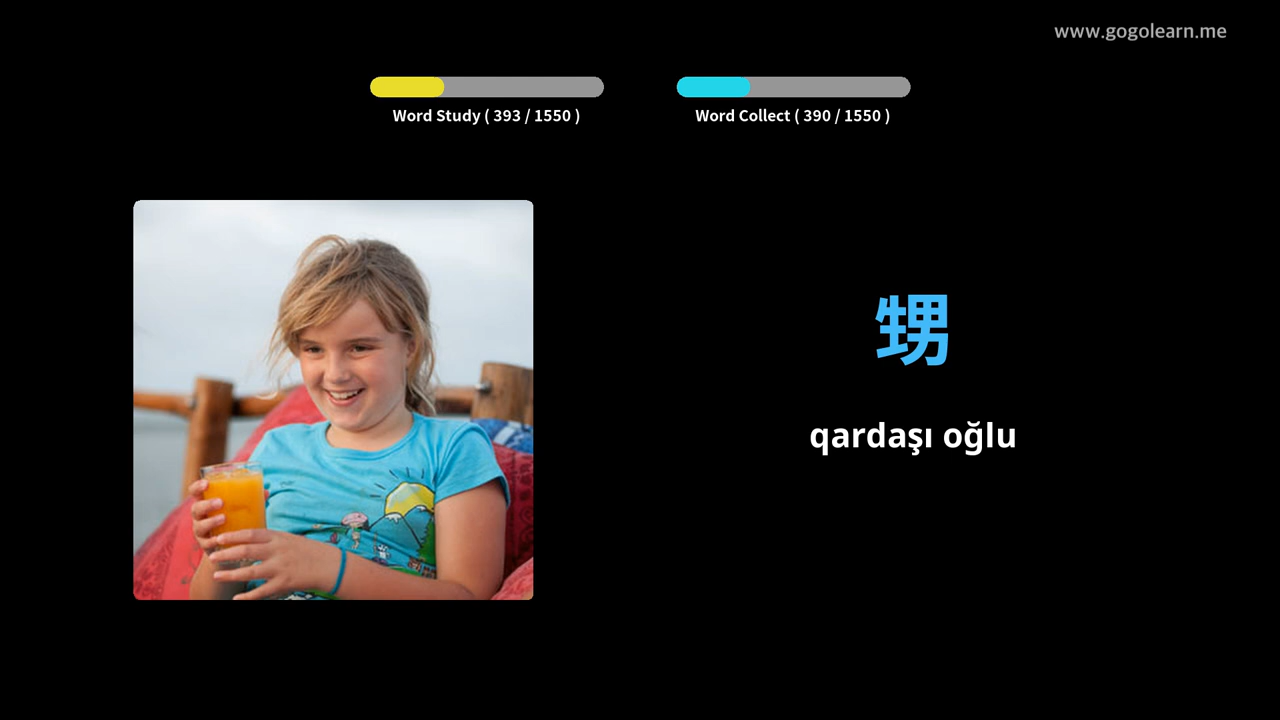 www.gogolearn.me
Word Study ( 393 / 1550 )
Word Collect ( 390 / 1550 )
甥
qardaşı oğlu